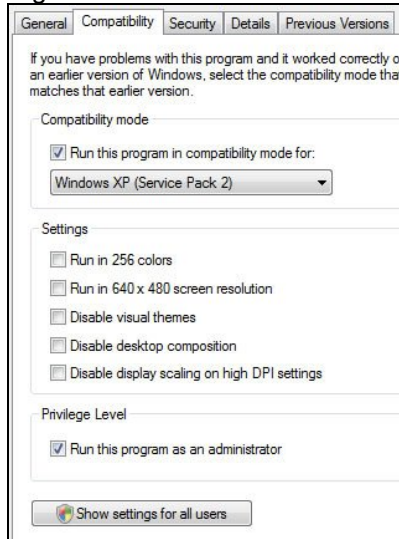 General Compatibility Security Details Previous Versions
If you have problems with this program and it worked correctly o
an earlier version of Windows, select the compatibility mode tha
matches that earlier version.
Compatibility mode
Run this program in compatibility mode for:
Windows XP (Service Pack 2)
Settings
Run in 256 colors
Run in 640 x 480 screen resolution
Disable visual themes
Disable desktop composition
Disable display scaling on high DPI settings
Privilege Level
Run this program as an administrator
Show settings for all users